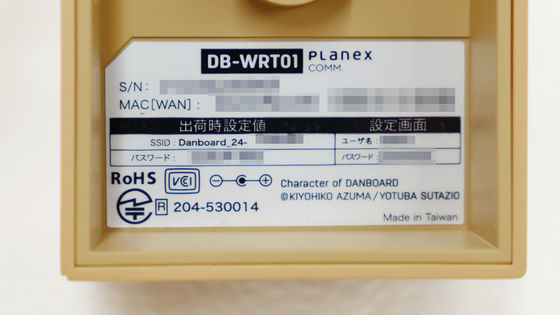 DB-WRT01 PLANEX COMM.
S/N:
MAC[WAN] :
出荷時設定値 設定画面
SSID : Danboard_24- ユーザ名 :
パスワード : パスワード :
RoHS VCCI Character of DANBOARD
©KIYOHIKO AZUMA/YOTUBA SUTAZIO
R 204-530014
Made in Taiwan